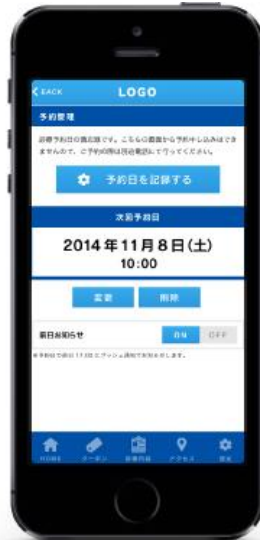 BACK
LOGO
予約管理
診療予約日の備忘録です。こちらの画面から予約申し込みはでき
ませんので、ご予約の際は別途電話にて行ってください。
予約日を記録する
次回予約日
2014年11月8日(土)
10:00
変更
削除
前日お知らせ
ON
OFF
HOME
クーポン
診療内容
アクセス
設定